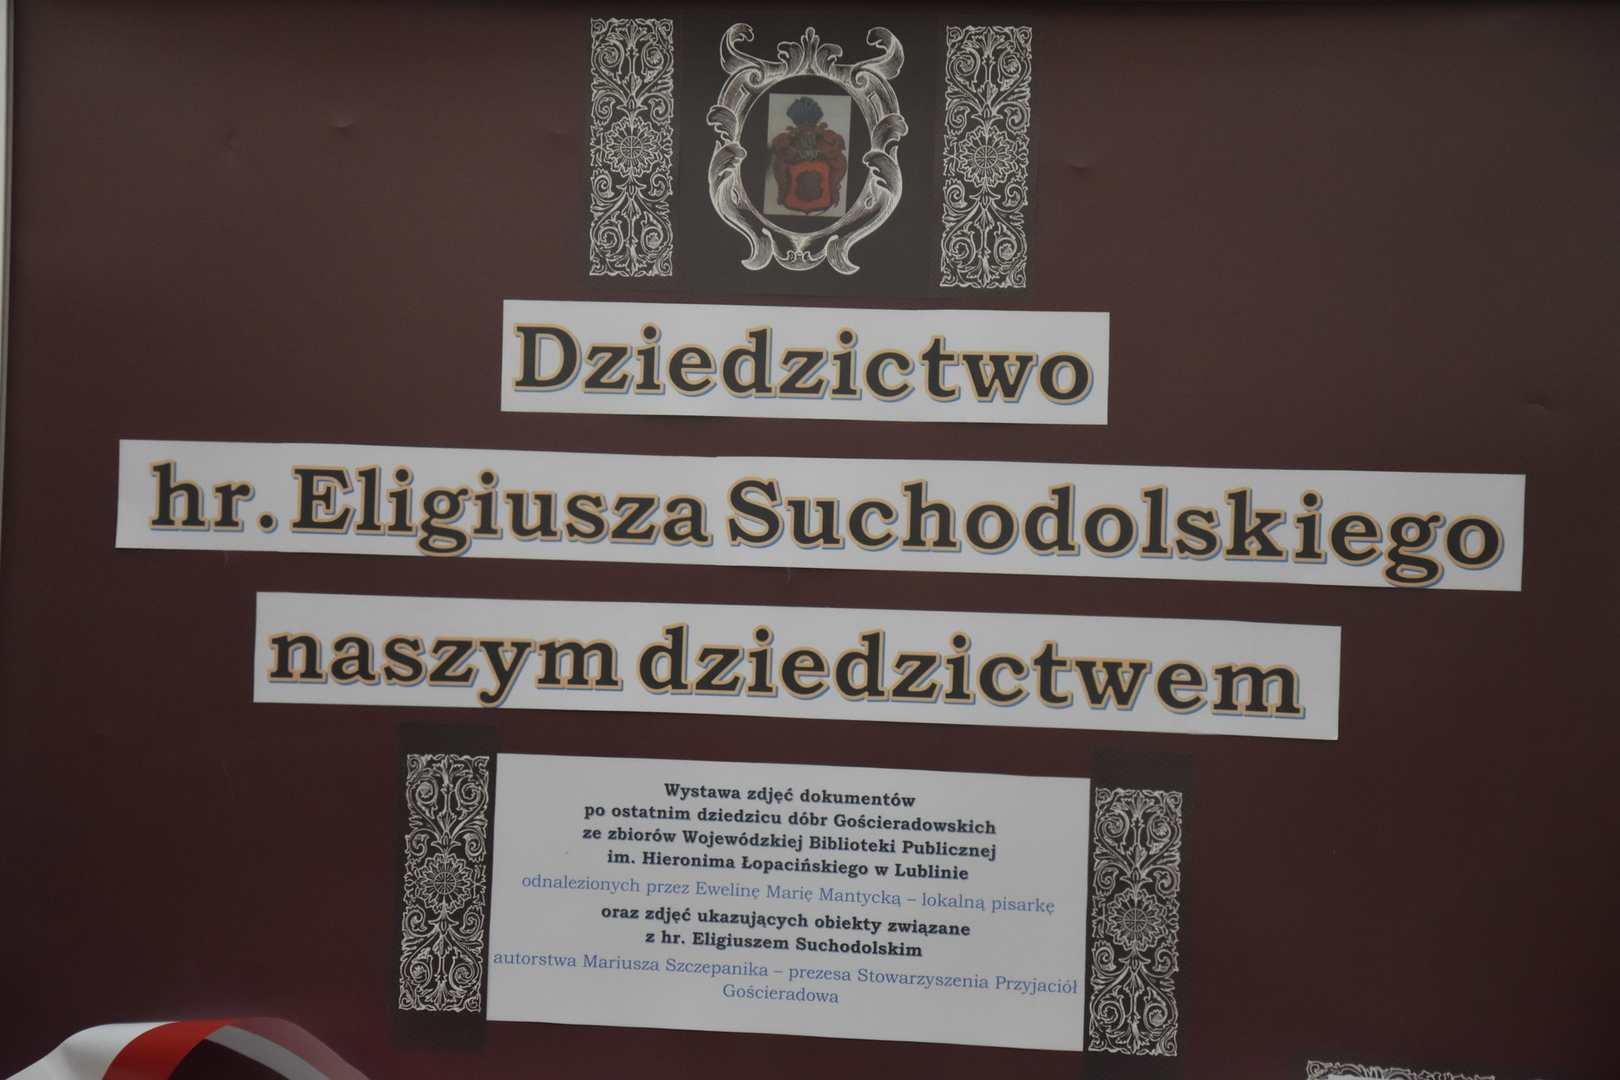 Dziedzictwo
hr. Eligiusza Suchodolskiego
naszym dziedzictwem
Wystawa zdjęć dokumentów
po ostatnim dziedzicu dóbr Gościeradowskich
ze zbiorów Wojewódzkiej Biblioteki Publicznej
im. Hieronima Łopacińskiego w Lublinie
odnalezionych przez Ewelinę Marię Mantycką – lokalną pisarkę
oraz zdjęć ukazujących obiekty związane
z hr. Eligiuszem Suchodolskim
autorstwa Mariusza Szczepanika – prezesa Stowarzyszenia Przyjaciół
Gościeradowa